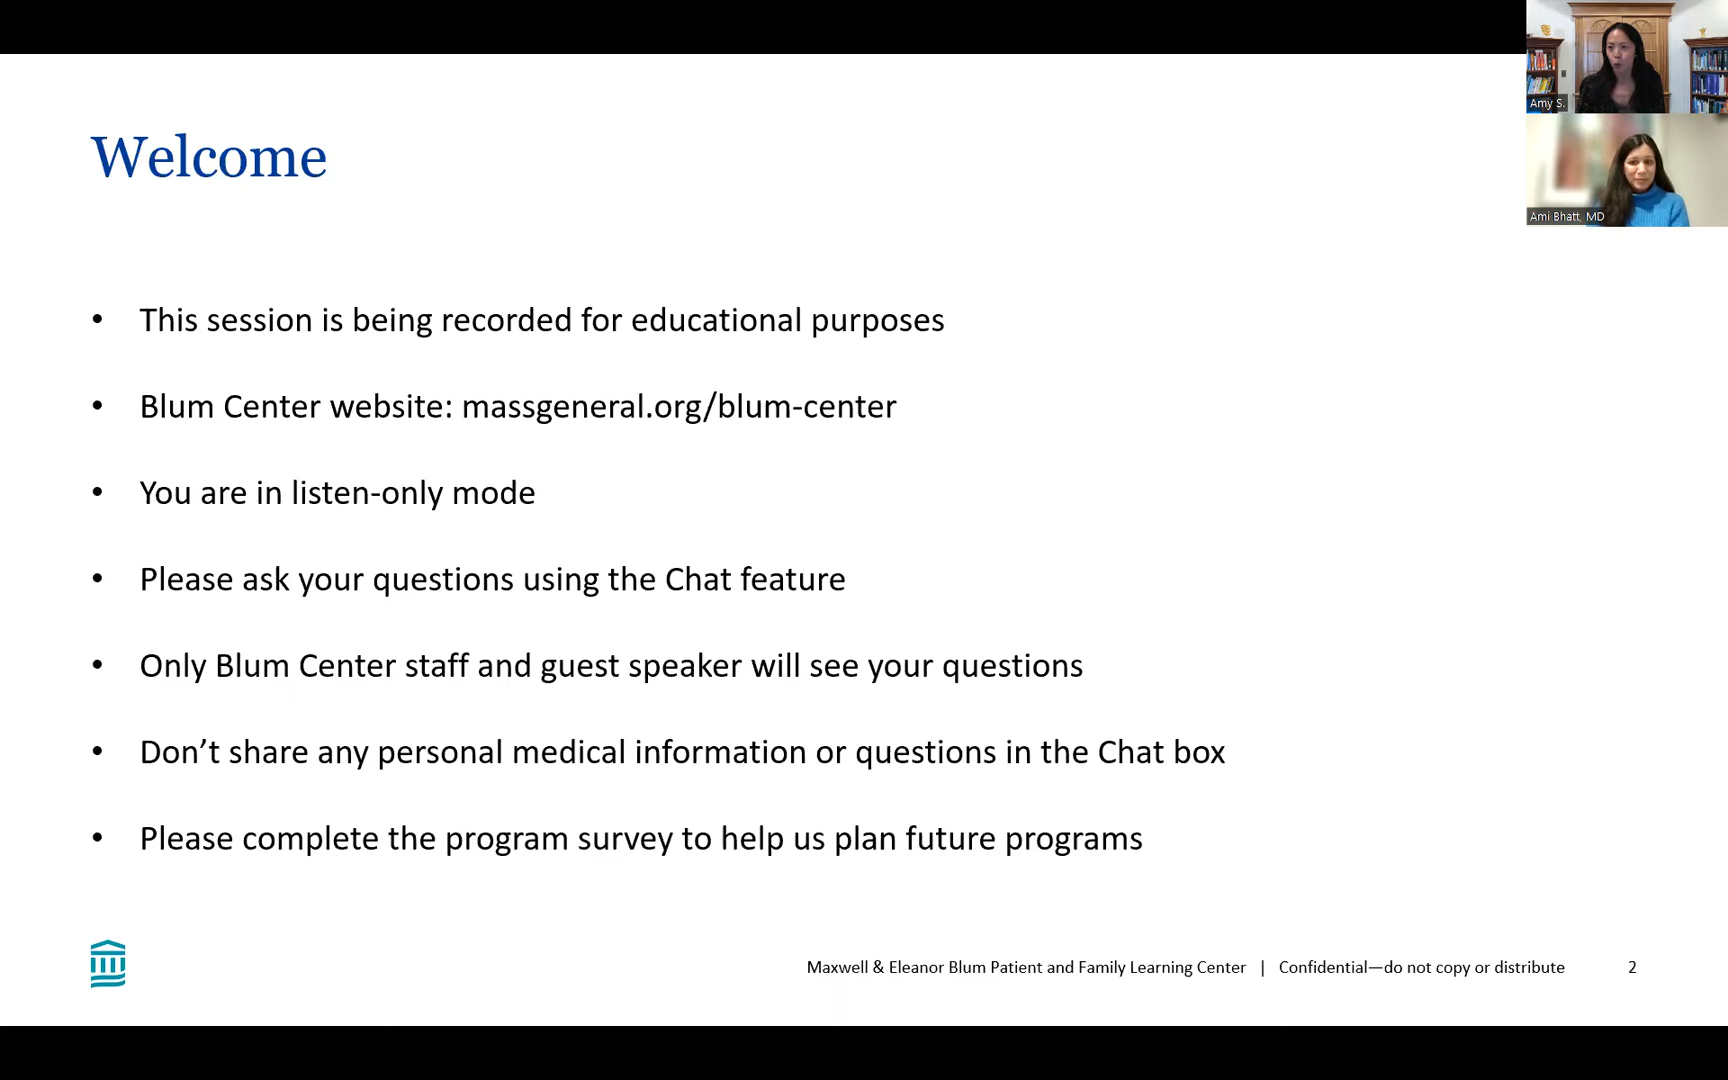 Welcome
• This session is being recorded for educational purposes
• Blum Center website: massgeneral.org/blum-center
• You are in listen-only mode
• Please ask your questions using the Chat feature
• Only Blum Center staff and guest speaker will see your questions
• Don’t share any personal medical information or questions in the Chat box
• Please complete the program survey to help us plan future programs
Maxwell & Eleanor Blum Patient and Family Learning Center | Confidential—do not copy or distribute 2
Amy S.
Ami Bhatt, MD